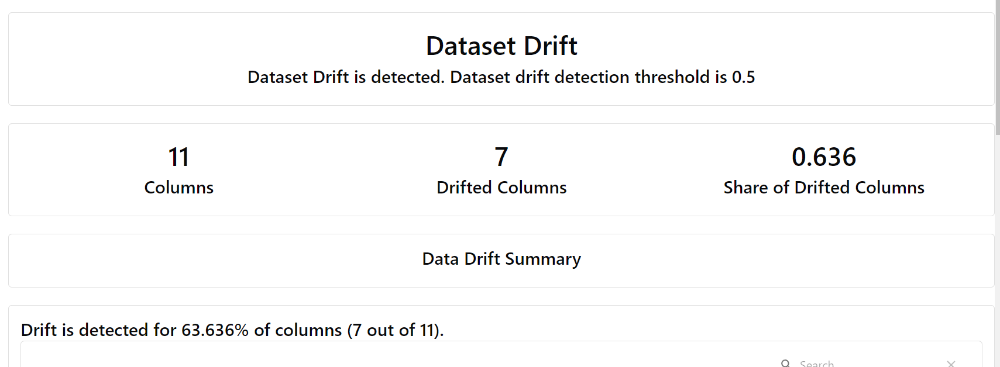 Dataset Drift
Dataset Drift is detected. Dataset drift detection threshold is 0.5
11
Columns
7
Drifted Columns
0.636
Share of Drifted Columns
Data Drift Summary
Drift is detected for 63.636% of columns (7 out of 11).
Search